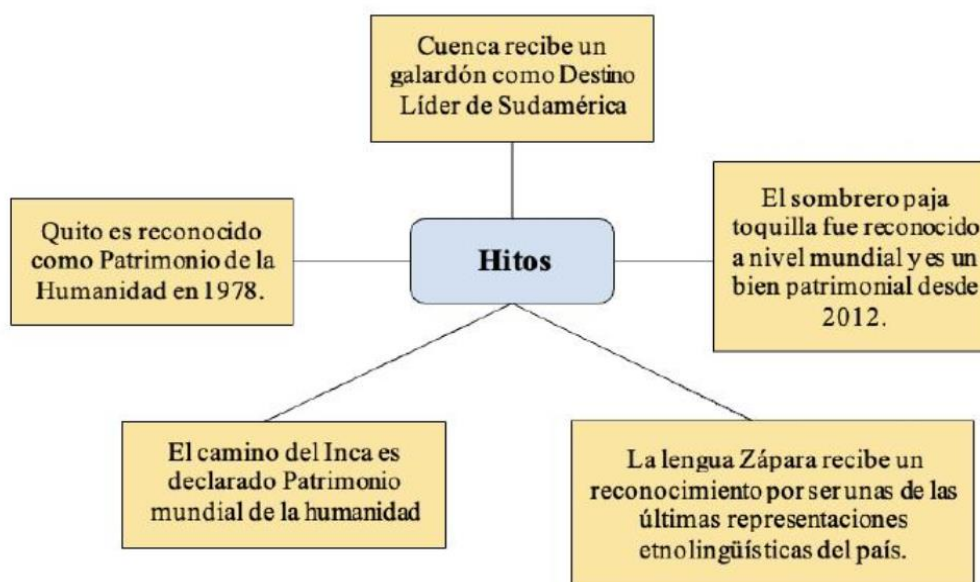 Cuenca recibe un
galardón como Destino
Líder de Sudamérica
Quito es reconocido
como Patrimonio de la
Humanidad en 1978.
Hitos
El sombrero paja
toquilla fue reconocido
a nivel mundial y es un
bien patrimonial desde
2012.
El camino del Inca es
declarado Patrimonio
mundial de la humanidad
La lengua Zápara recibe un
reconocimiento por ser unas de las
últimas representaciones
etnolingüísticas del país.